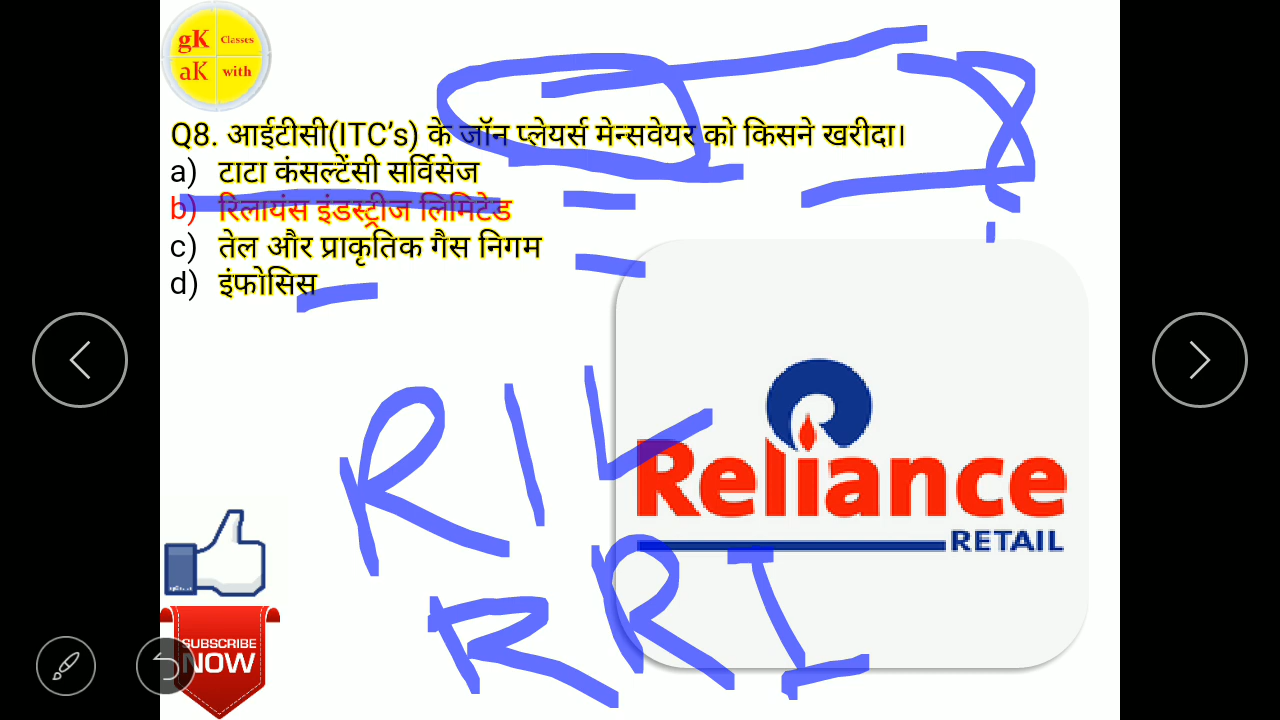 gK Classes
aK with
Q8. आईटीसी(ITC’s) के जॉन प्लेयर्स मेन्सवेयर को किसने खरीदा।
a) टाटा कंसल्टेंसी सर्विसेज
b) रिलायंस इंडस्ट्रीज लिमिटेड
c) तेल और प्राकृतिक गैस निगम
d) इंफोसिस
RIL
Reliance
RETAIL
RRI
SUBSCRIBE
NOW